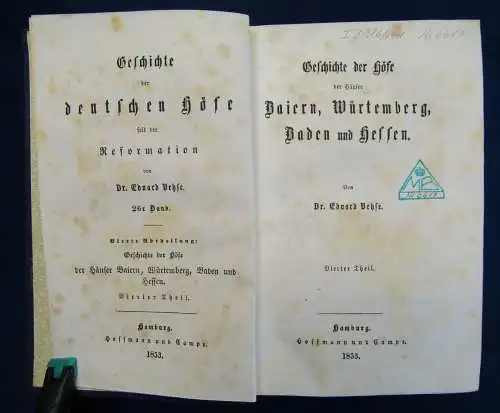 Geschichte
der
deutschen Höfe
seit der
Reformation
von
Dr. Eduard Vehse.
26r Band.
Vierte Abtheilung:
Geschichte der Höfe
der Häuser Baiern, Würtemberg, Baden und
Hessen.
Vierter Theil.
Hamburg.
Hoffmann und Campe.
1853.
Geschichte der Höfe
der Häuser
Baiern, Würtemberg,
Baden und Hessen.
Von
Dr. Eduard Vehse.
Vierter Theil.
Hamburg.
Hoffmann und Campe.
1853.